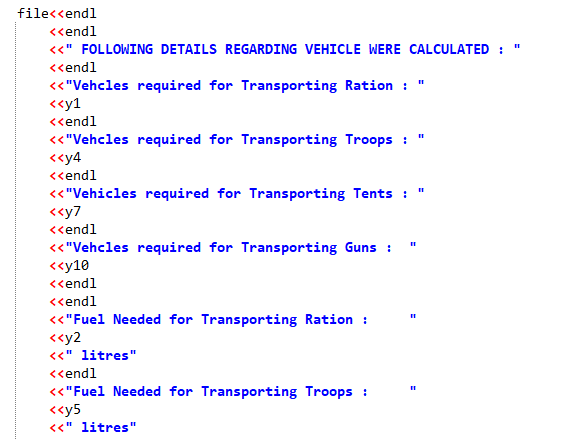 file<<endl
<<endl
<<" FOLLOWING DETAILS REGARDING VEHICLE WERE CALCULATED : "
<<endl
<<"Vehcles required for Transporting Ration : "
<<y1
<<endl
<<"Vehcles required for Transporting Troops : "
<<y4
<<endl
<<"Vehicles required for Transporting Tents : "
<<y7
<<endl
<<"Vehcles required for Transporting Guns :  "
<<y10
<<endl
<<endl
<<"Fuel Needed for Transporting Ration :     "
<<y2
<<" litres"
<<endl
<<"Fuel Needed for Transporting Troops :     "
<<y5
<<" litres"